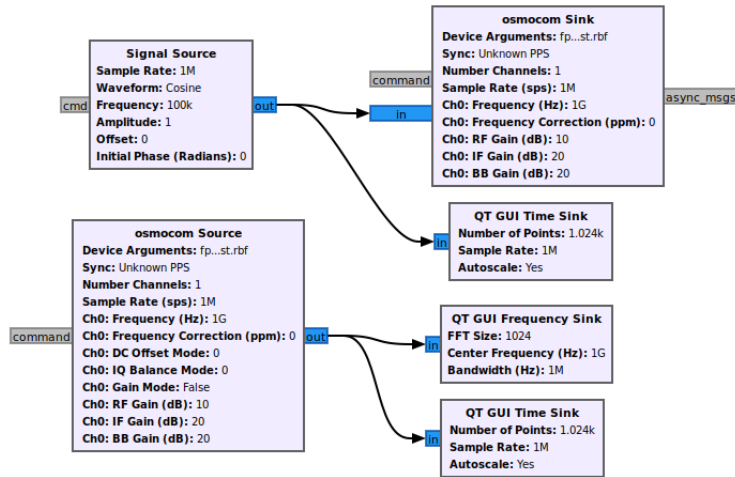 Signal Source
Sample Rate: 1M
Waveform: Cosine
Frequency: 100k
Amplitude: 1
Offset: 0
Initial Phase (Radians): 0
cmd
out
osmocom Sink
Device Arguments: fp...st.rbf
Sync: Unknown PPS
Number Channels: 1
Sample Rate (sps): 1M
Ch0: Frequency (Hz): 1G
Ch0: Frequency Correction (ppm): 0
Ch0: RF Gain (dB): 10
Ch0: IF Gain (dB): 20
Ch0: BB Gain (dB): 20
command
in
async_msgs
QT GUI Time Sink
Number of Points: 1.024k
Sample Rate: 1M
Autoscale: Yes
in
osmocom Source
Device Arguments: fp...st.rbf
Sync: Unknown PPS
Number Channels: 1
Sample Rate (sps): 1M
Ch0: Frequency (Hz): 1G
Ch0: Frequency Correction (ppm): 0
Ch0: DC Offset Mode: 0
Ch0: IQ Balance Mode: 0
Ch0: Gain Mode: False
Ch0: RF Gain (dB): 10
Ch0: IF Gain (dB): 20
Ch0: BB Gain (dB): 20
command
out
QT GUI Frequency Sink
FFT Size: 1024
Center Frequency (Hz): 1G
Bandwidth (Hz): 1M
in
QT GUI Time Sink
Number of Points: 1.024k
Sample Rate: 1M
Autoscale: Yes
in